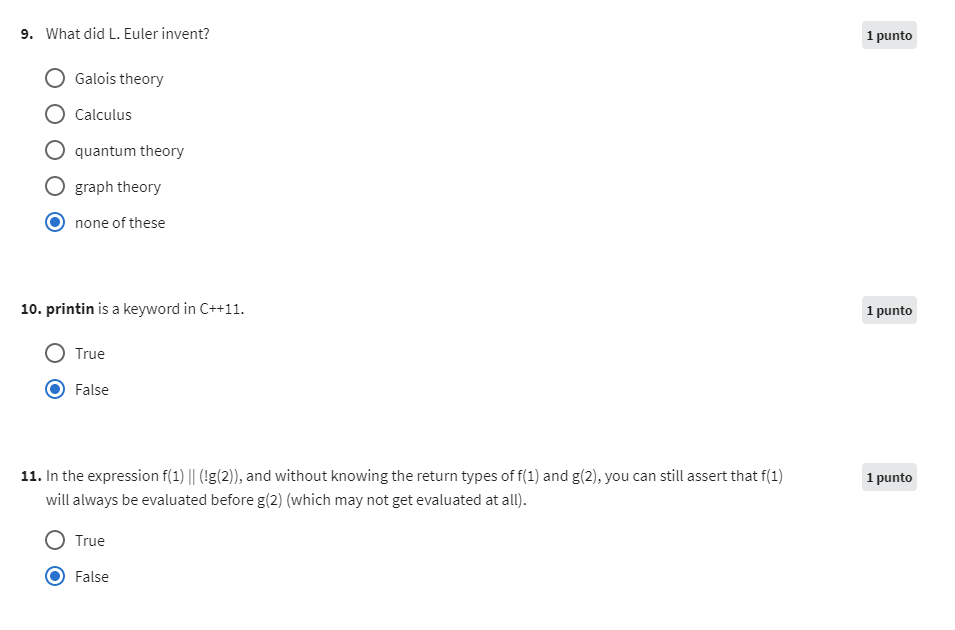 9. What did L. Euler invent?
1 punto
Galois theory
Calculus
quantum theory
graph theory
none of these
10. printin is a keyword in C++11.
1 punto
True
False
11. In the expression f(1) || (!g(2)), and without knowing the return types of f(1) and g(2), you can still assert that f(1)
1 punto
will always be evaluated before g(2) (which may not get evaluated at all).
True
False